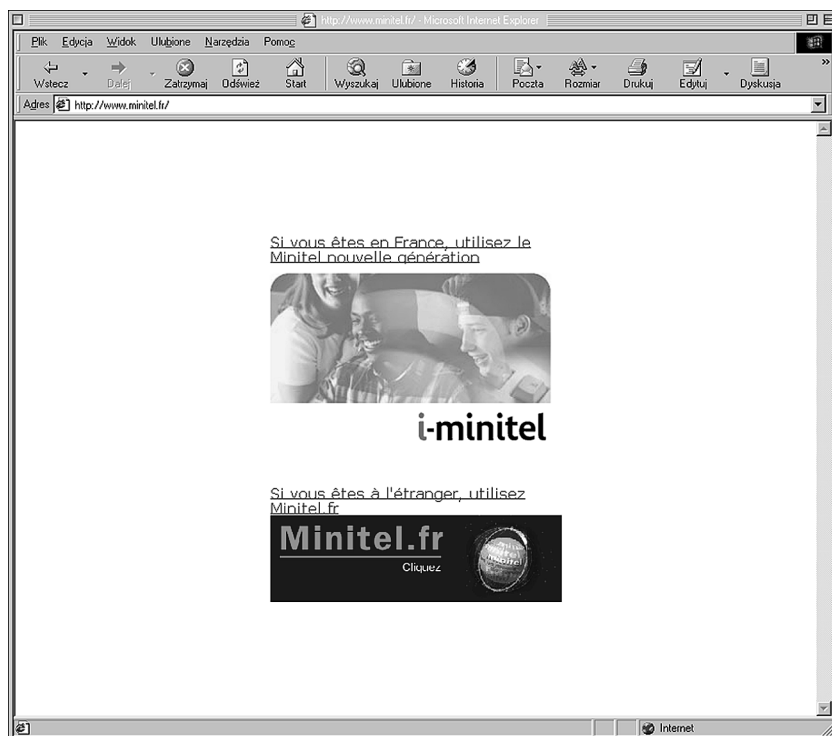 http://www.minitel.fr/ - Microsoft Internet Explorer
Plik Edycja Widok Ulubione Narzędzia Pomoc
Wstecz Dalej Zatrzymaj Odśwież Start Wyszukaj Ulubione Historia Poczta Rozmiar Drukuj Edytuj Dyskusja »
Adres http://www.minitel.fr/
Si vous êtes en France, utilisez le
Minitel nouvelle génération
i-minitel
Si vous êtes à l'étranger, utilisez
Minitel.fr
Minitel.fr
Cliquez
minitel
Internet